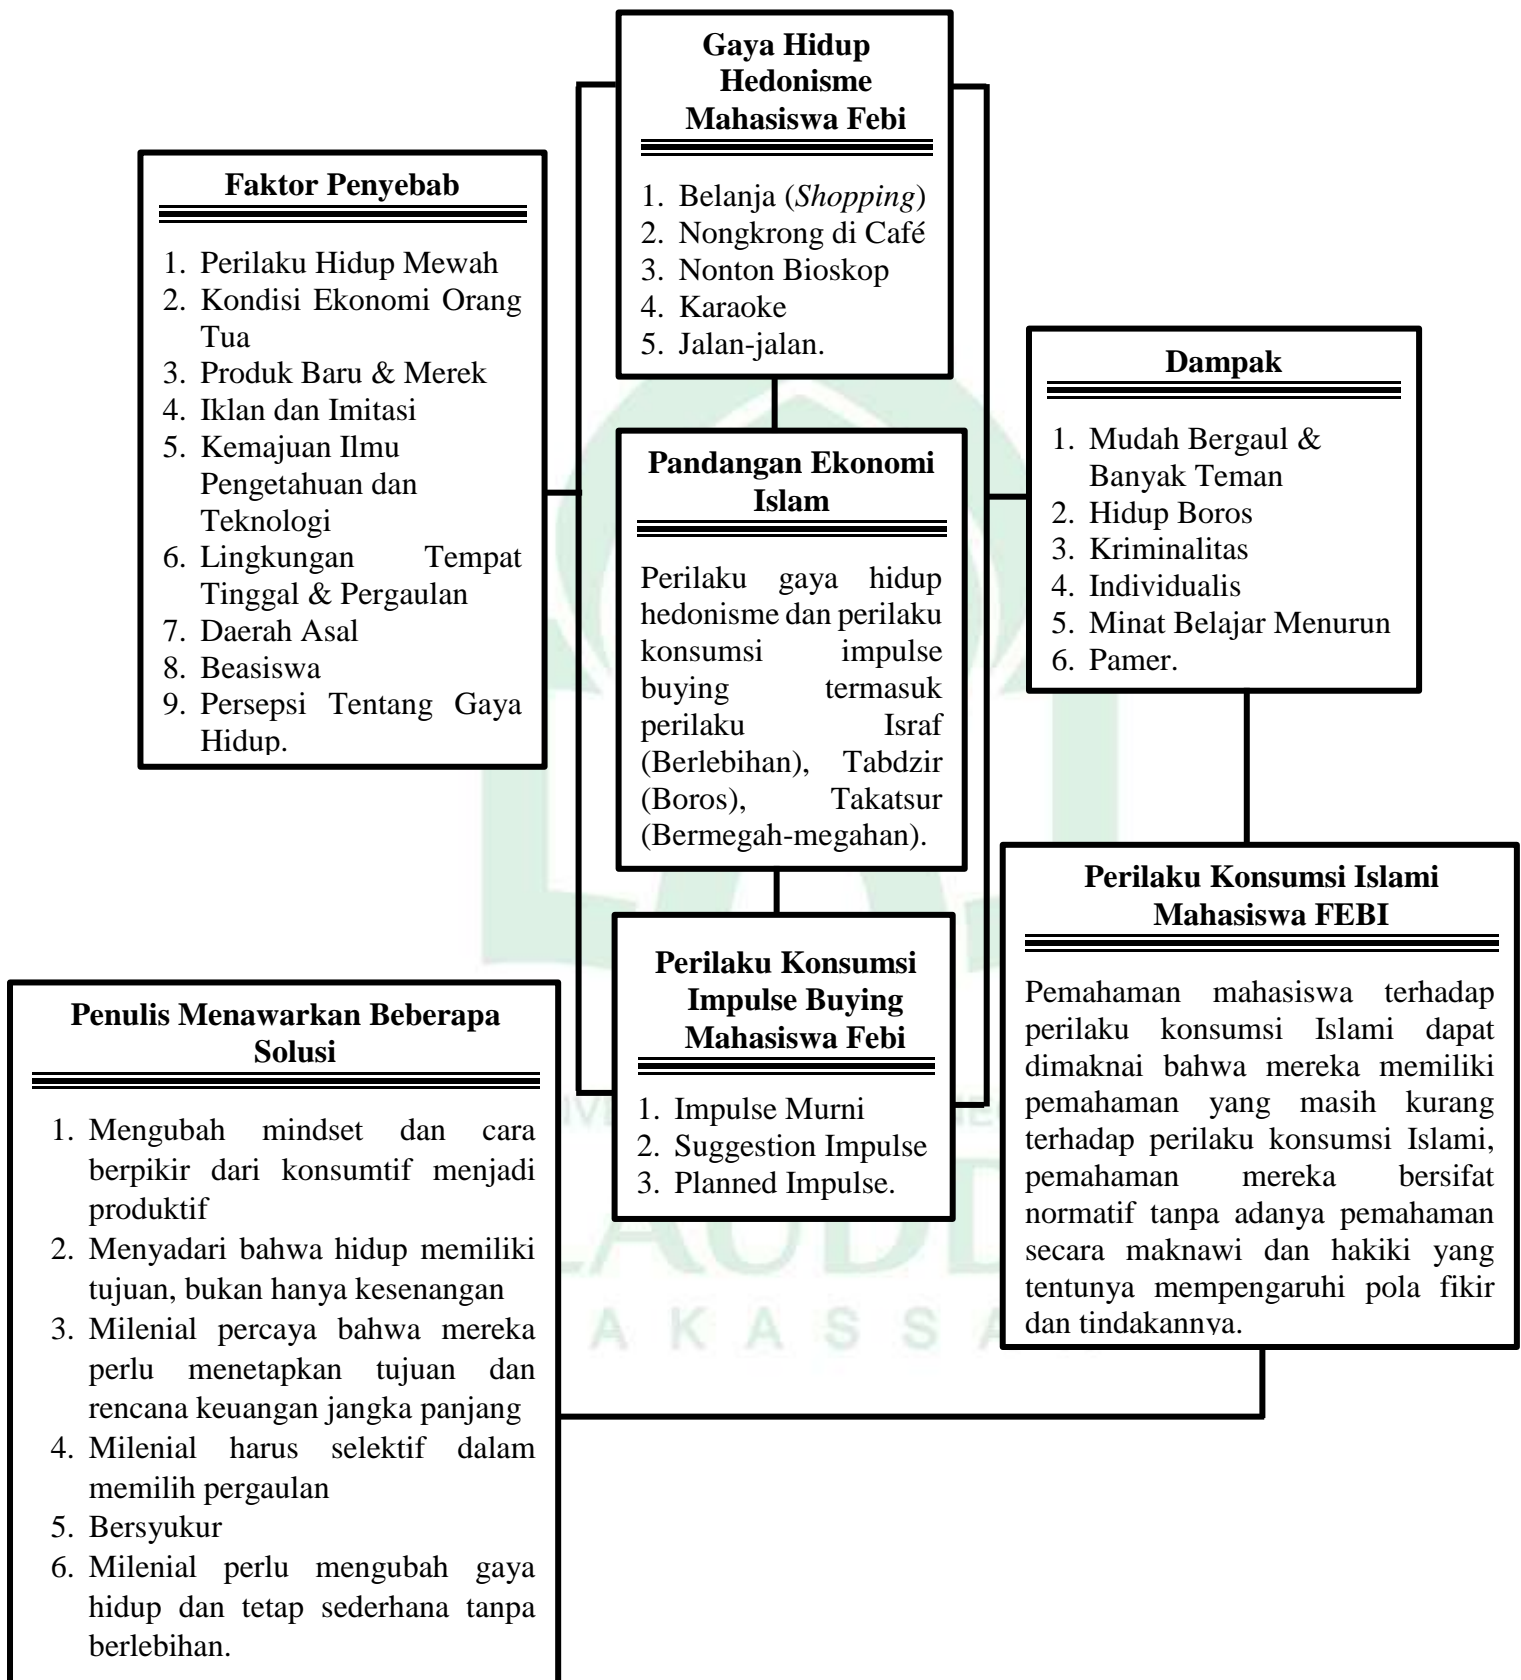 Gaya Hidup
Hedonisme
Mahasiswa Febi
1. Belanja (Shopping)
2. Nongkrong di Café
3. Nonton Bioskop
4. Karaoke
5. Jalan-jalan.
Faktor Penyebab
1. Perilaku Hidup Mewah
2. Kondisi Ekonomi Orang
Tua
3. Produk Baru & Merek
4. Iklan dan Imitasi
5. Kemajuan Ilmu
Pengetahuan dan
Teknologi
6. Lingkungan Tempat
Tinggal & Pergaulan
7. Daerah Asal
8. Beasiswa
9. Persepsi Tentang Gaya
Hidup.
Pandangan Ekonomi
Islam
Perilaku gaya hidup
hedonisme dan perilaku
konsumsi impulse
buying termasuk
perilaku Israf
(Berlebihan), Tabdzir
(Boros), Takatsur
(Bermegah-megahan).
Dampak
1. Mudah Bergaul &
Banyak Teman
2. Hidup Boros
3. Kriminalitas
4. Individualis
5. Minat Belajar Menurun
6. Pamer.
Perilaku Konsumsi
Impulse Buying
Mahasiswa Febi
1. Impulse Murni
2. Suggestion Impulse
3. Planned Impulse.
Perilaku Konsumsi Islami
Mahasiswa FEBI
Pemahaman mahasiswa terhadap
perilaku konsumsi Islami dapat
dimaknai bahwa mereka memiliki
pemahaman yang masih kurang
terhadap perilaku konsumsi Islami,
pemahaman mereka bersifat
normatif tanpa adanya pemahaman
secara maknawi dan hakiki yang
tentunya mempengaruhi pola fikir
dan tindakannya.
Penulis Menawarkan Beberapa
Solusi
1. Mengubah mindset dan cara
berpikir dari konsumtif menjadi
produktif
2. Menyadari bahwa hidup memiliki
tujuan, bukan hanya kesenangan
3. Milenial percaya bahwa mereka
perlu menetapkan tujuan dan
rencana keuangan jangka panjang
4. Milenial harus selektif dalam
memilih pergaulan
5. Bersyukur
6. Milenial perlu mengubah gaya
hidup dan tetap sederhana tanpa
berlebihan.